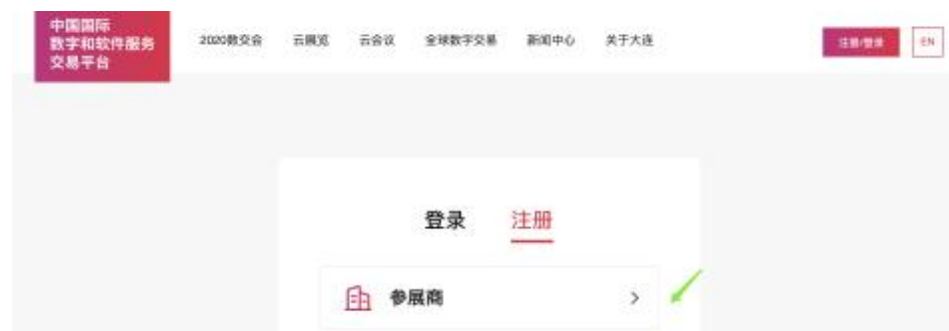 中国国际
数字和软件服务
交易平台
2020数交会 云展览 云会议 全球数字交易 新闻中心 关于大连
注册/登录 EN
登录 注册
参展商